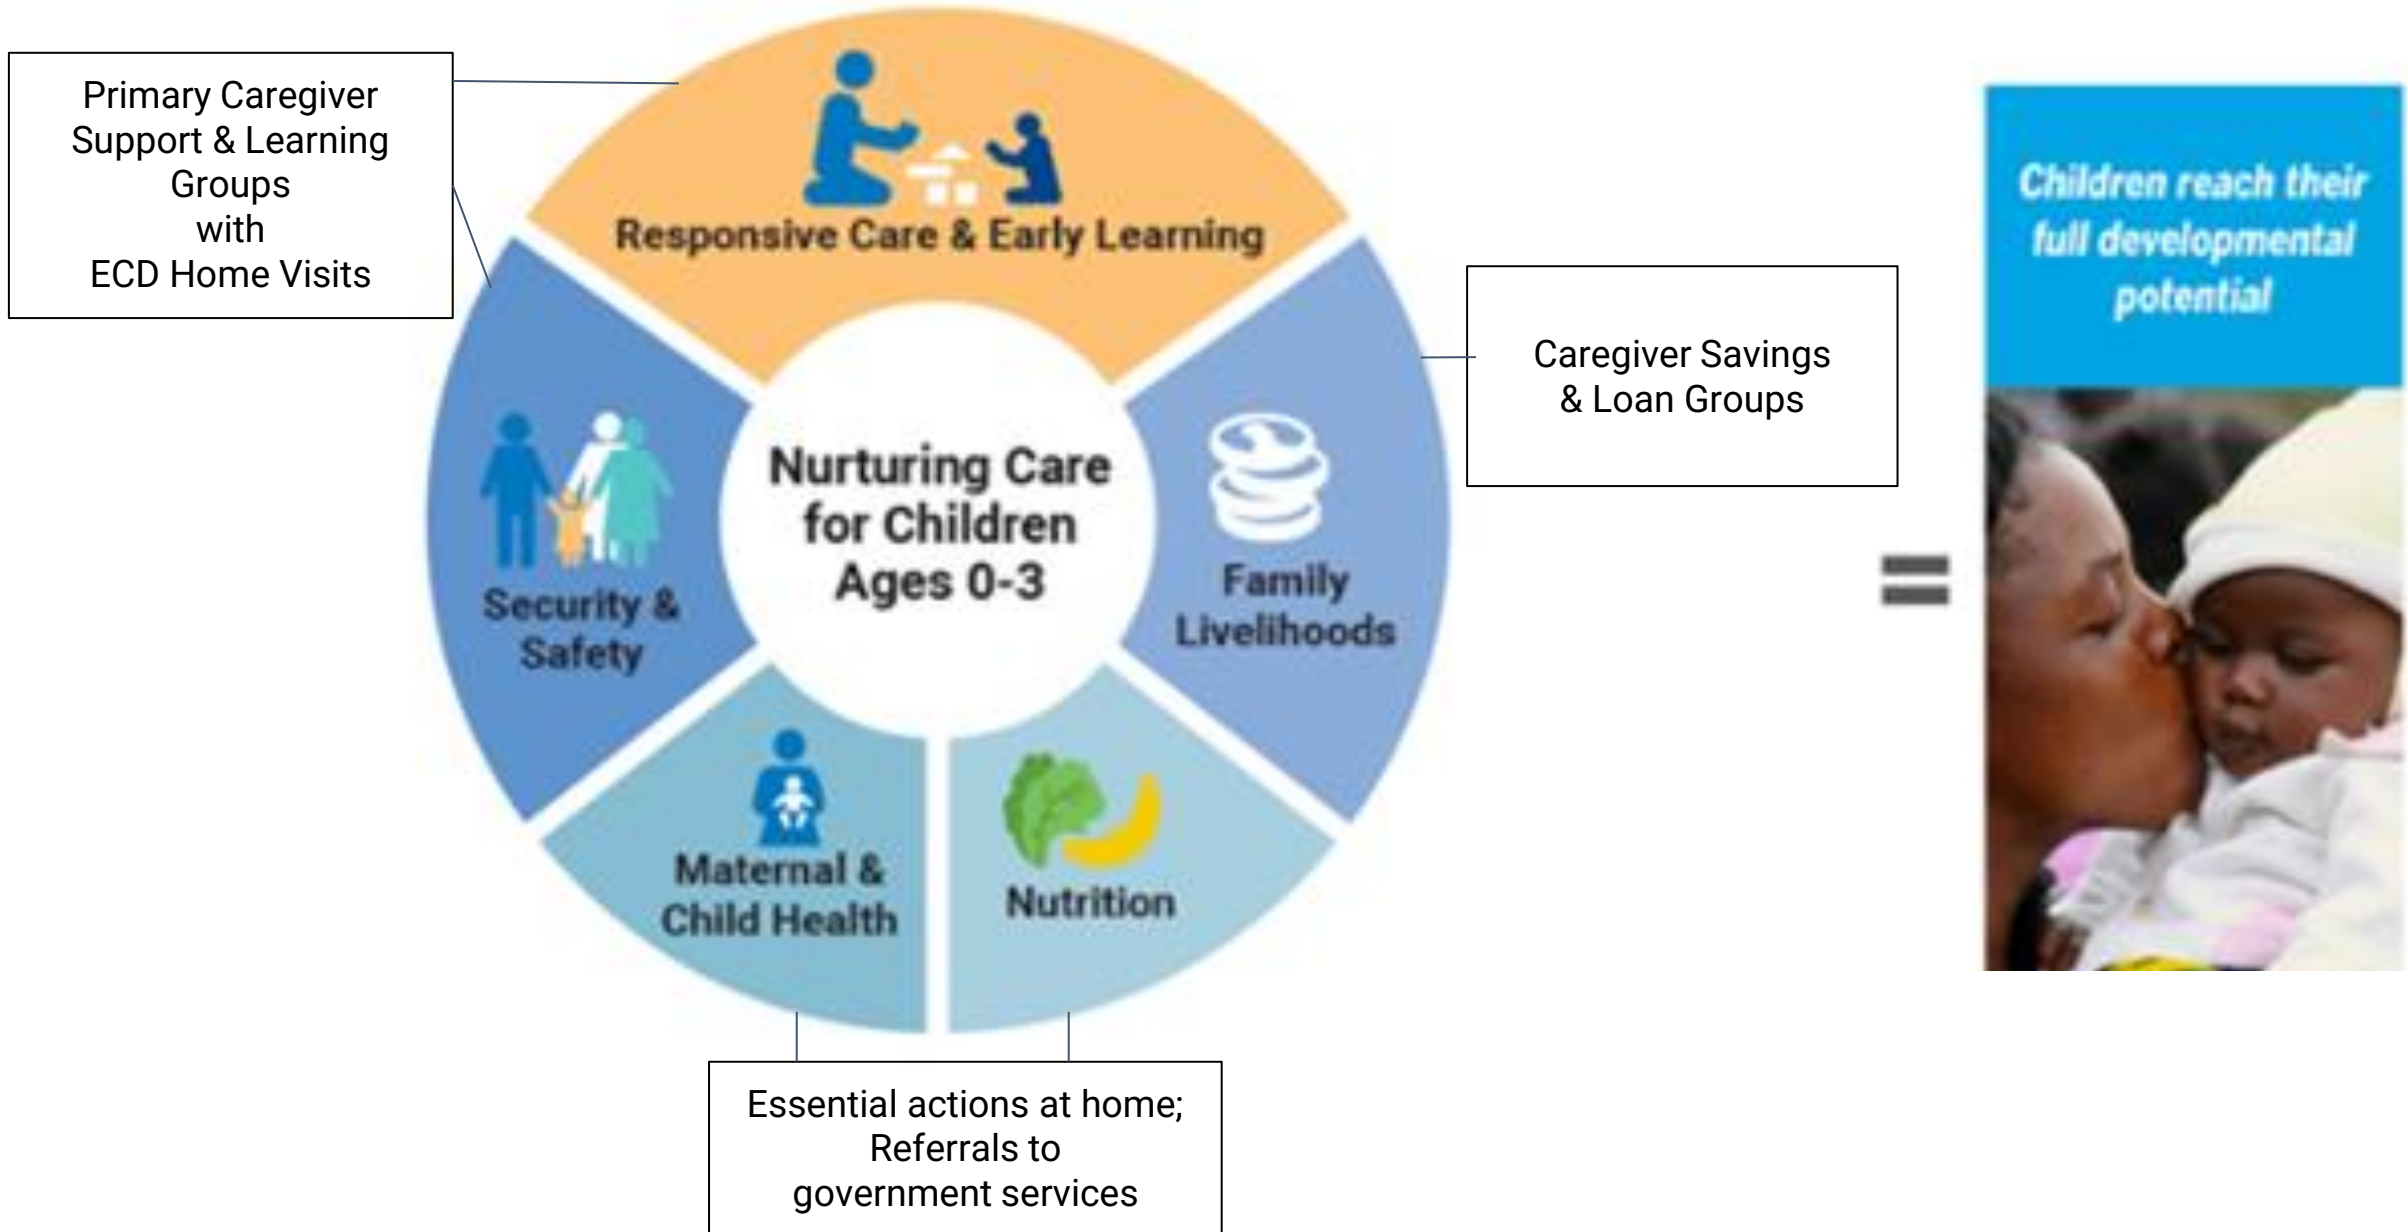 Primary Caregiver
Support & Learning
Groups
with
ECD Home Visits
Responsive Care & Early Learning
Security &
Safety
Nurturing Care
for Children
Ages 0-3
Family
Livelihoods
Maternal &
Child Health
Nutrition
Caregiver Savings
& Loan Groups
Essential actions at home;
Referrals to
government services
=
Children reach their
full developmental
potential